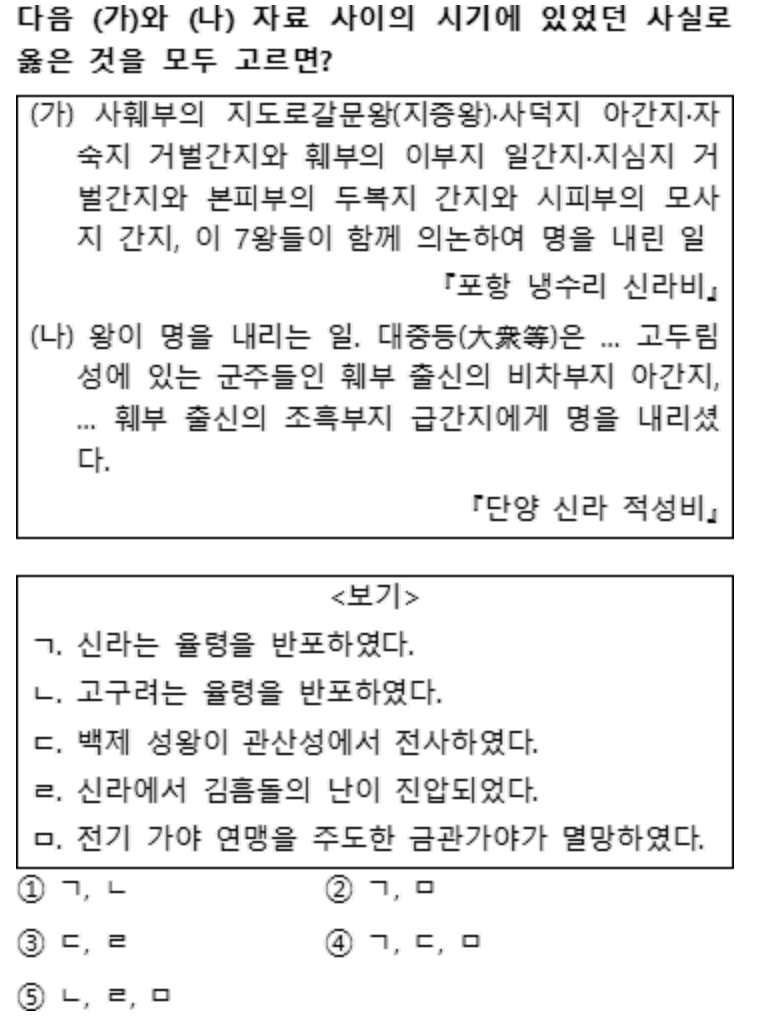 다음 (가)와 (나) 자료 사이의 시기에 있었던 사실로
옳은 것을 모두 고르면?
(가) 사훼부의 지도로갈문왕(지증왕)·사덕지 아간지·자
숙지 거벌간지와 훼부의 이부지 일간지·지심지 거
벌간지와 본피부의 두복지 간지와 시피부의 모사
지 간지, 이 7왕들이 함께 의논하여 명을 내린 일
『포항 냉수리 신라비』
(나) 왕이 명을 내리는 일. 대중등(大衆等)은 ... 고두림
성에 있는 군주들인 훼부 출신의 비차부지 아간지,
... 훼부 출신의 조흑부지 급간지에게 명을 내리셨
다.
『단양 신라 적성비』
<보기>
ㄱ. 신라는 율령을 반포하였다.
ㄴ. 고구려는 율령을 반포하였다.
ㄷ. 백제 성왕이 관산성에서 전사하였다.
ㄹ. 신라에서 김흠돌의 난이 진압되었다.
ㅁ. 전기 가야 연맹을 주도한 금관가야가 멸망하였다.
① ㄱ, ㄴ ② ㄱ, ㅁ
③ ㄷ, ㄹ ④ ㄱ, ㄷ, ㅁ
⑤ ㄴ, ㄹ, ㅁ